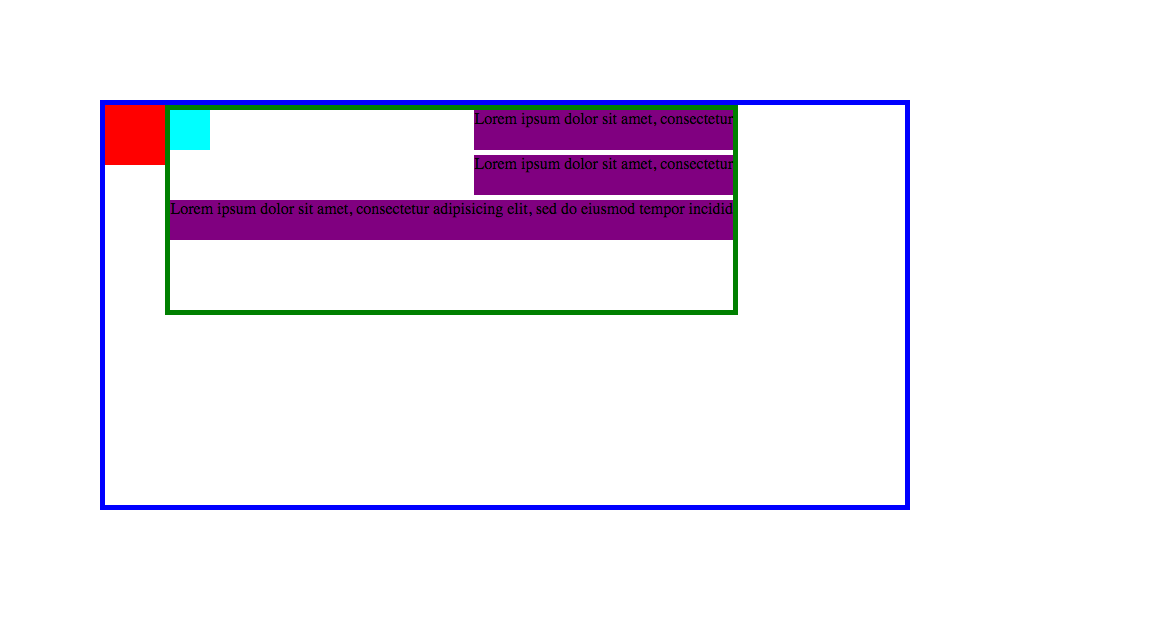 Lorem ipsum dolor sit amet, consectetur
Lorem ipsum dolor sit amet, consectetur
Lorem ipsum dolor sit amet, consectetur adipisicing elit, sed do eiusmod tempor incidid